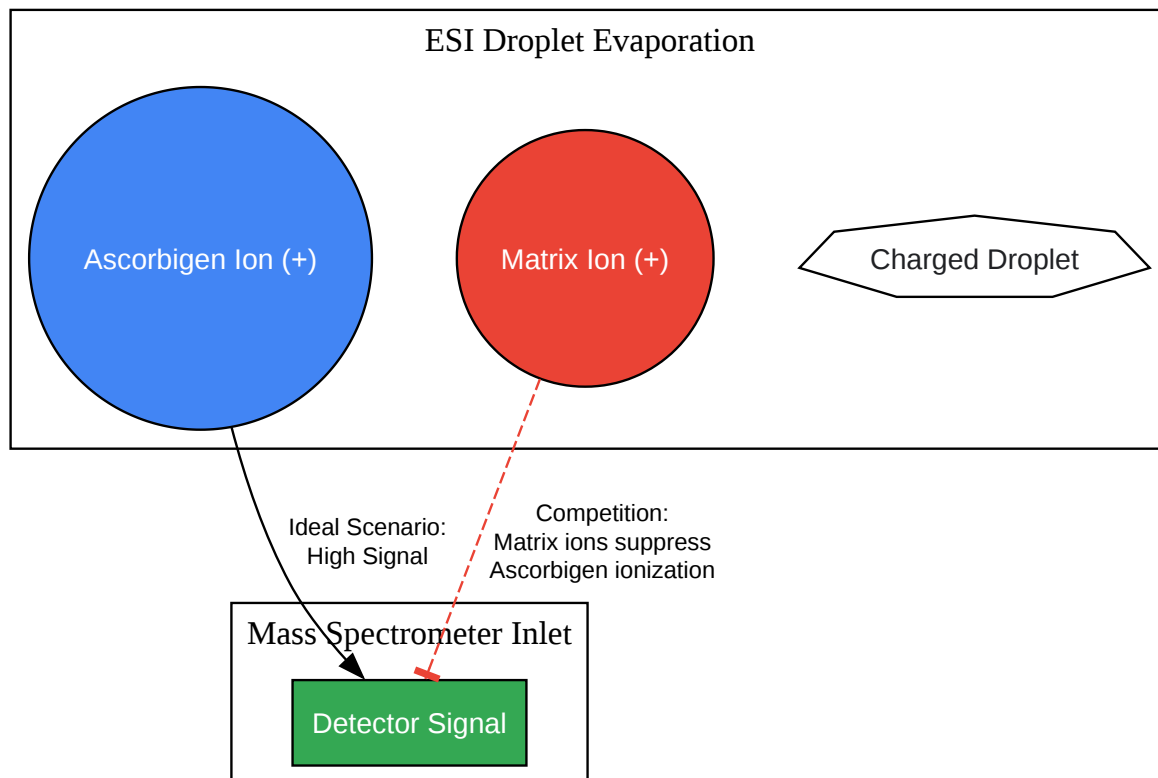 ESI Droplet Evaporation
Ascorbigen Ion (+)
Matrix Ion (+)
Charged Droplet
Ideal Scenario:
High Signal
Competition:
Matrix ions suppress
Ascorbigen ionization
Mass Spectrometer Inlet
Detector Signal